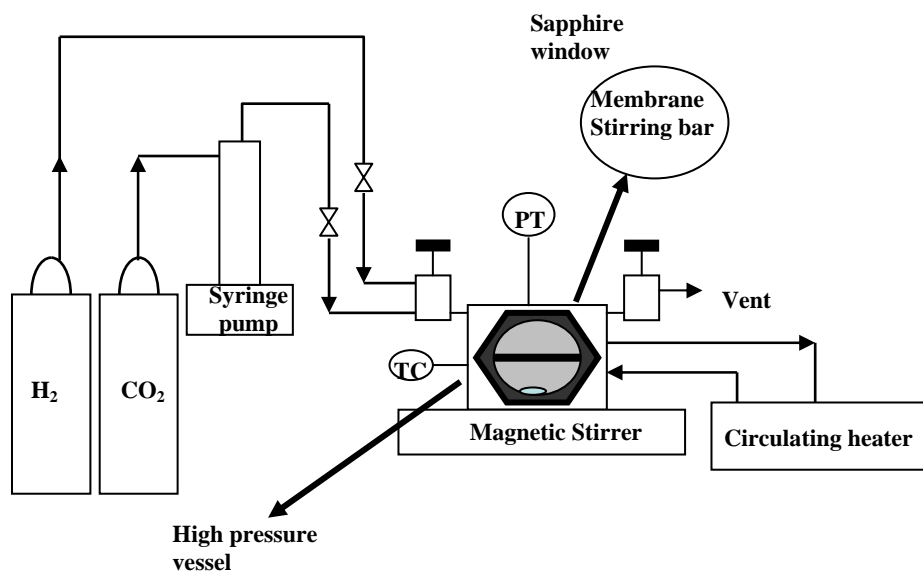 Sapphire
window
Membrane
Stirring bar
PT
Syringe
pump
Vent
TC
H₂
CO₂
Magnetic Stirrer
Circulating heater
High pressure
vessel